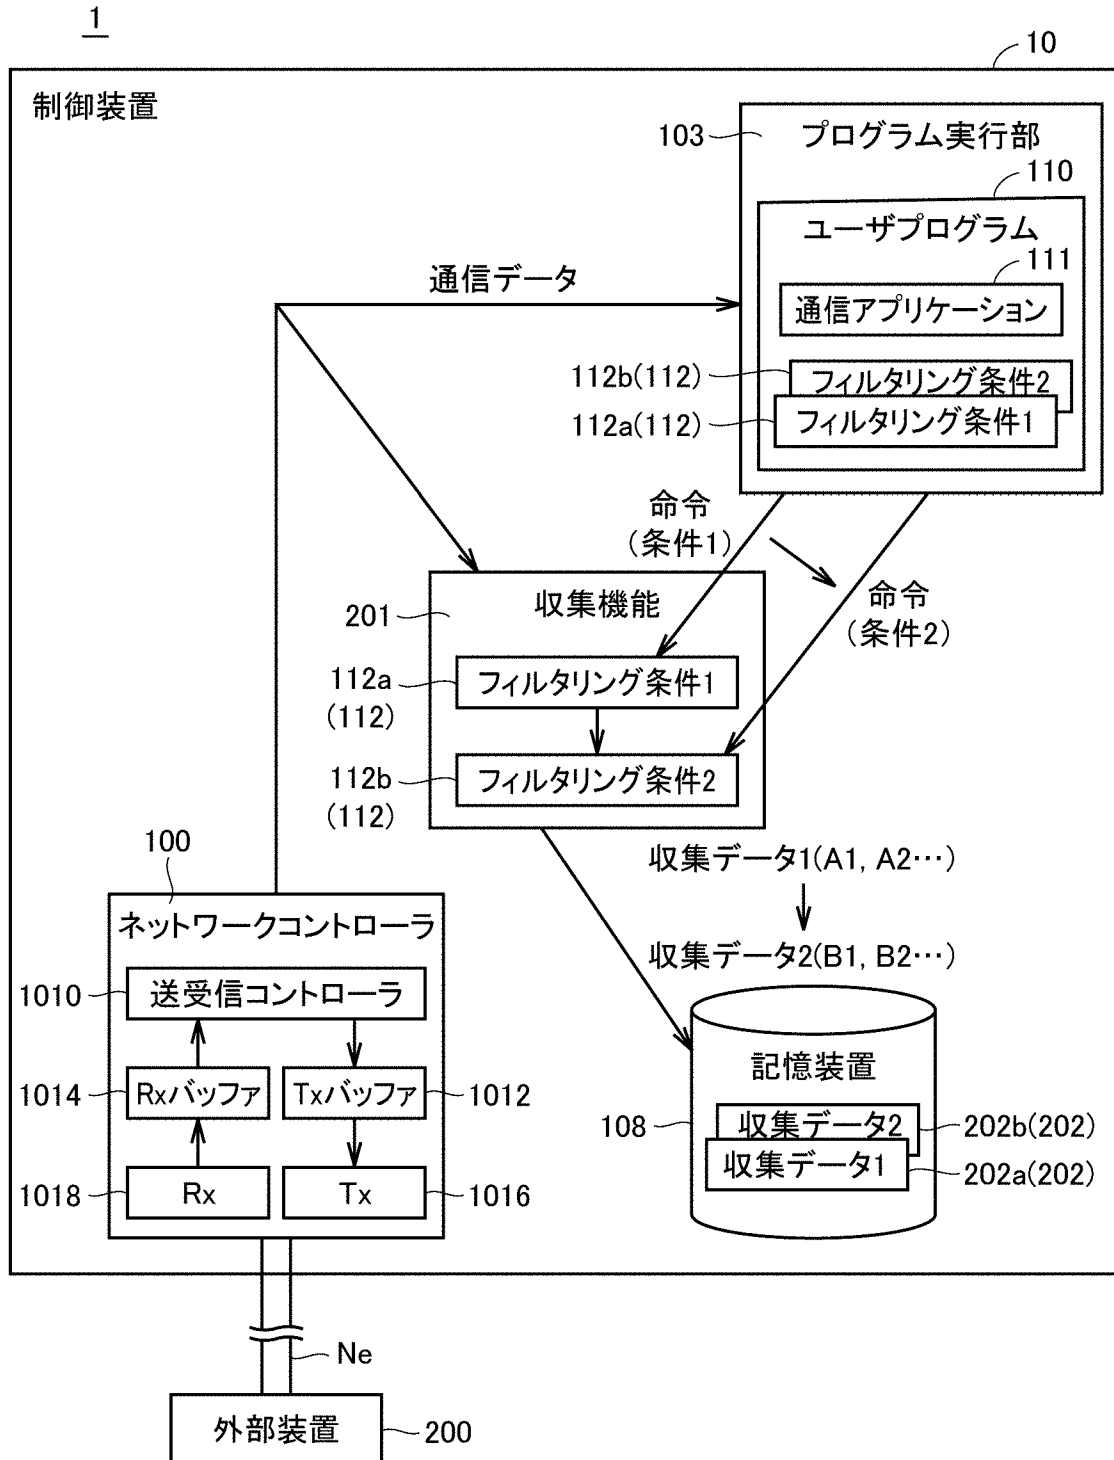 1
10
制御装置
103
プログラム実行部
110
ユーザプログラム
111
通信アプリケーション
通信データ
112b(112)
フィルタリング条件2
112a(112)
フィルタリング条件1
命令
(条件1)
命令
(条件2)
201
収集機能
112a
(112)
フィルタリング条件1
112b
(112)
フィルタリング条件2
収集データ1(A1, A2…)
収集データ2(B1, B2…)
100
ネットワークコントローラ
1010
送受信コントローラ
1014
Rxバッファ
Txバッファ
1012
1018
Rx
Tx
1016
記憶装置
108
収集データ2
202b(202)
収集データ1
202a(202)
Ne
外部装置
200